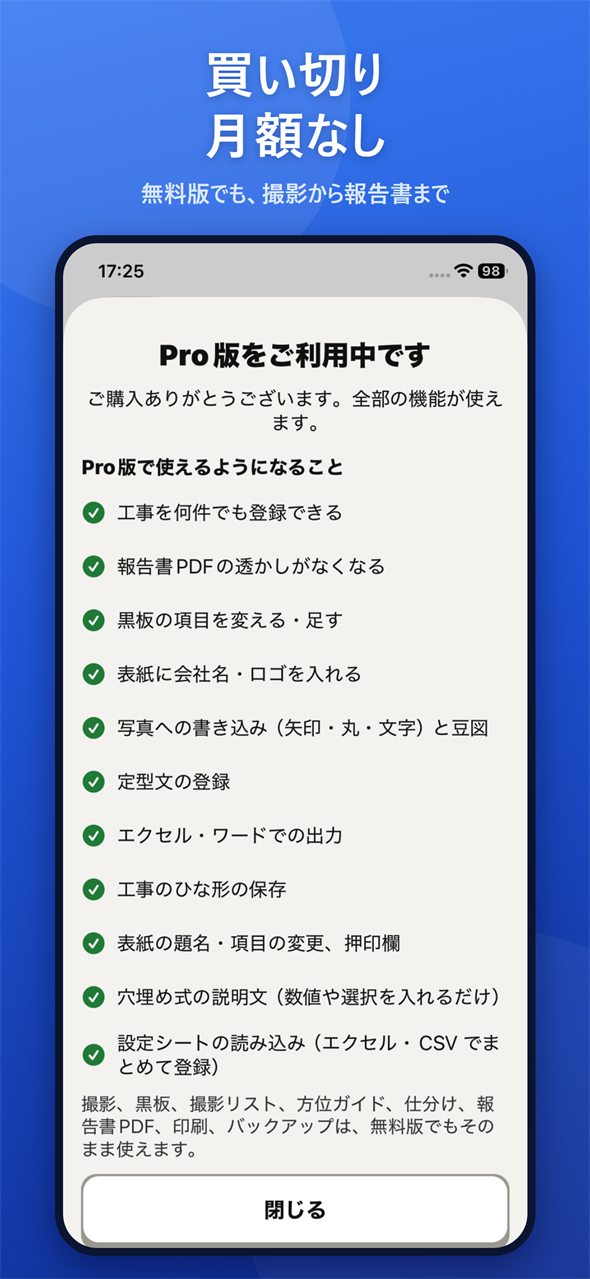 買い切り
月額なし
無料版でも、撮影から報告書まで
17:25
98
Pro版をご利用中です
ご購入ありがとうございます。全部の機能が使え
ます。
Pro版で使えるようになること
工事を何件でも登録できる
報告書PDFの透かしがなくなる
黒板の項目を変える・足す
表紙に会社名・ロゴを入れる
写真への書き込み（矢印・丸・文字）と豆図
定型文の登録
エクセル・ワードでの出力
工事のひな形の保存
表紙の題名・項目の変更、押印欄
穴埋め式の説明文（数値や選択を入れるだけ）
設定シートの読み込み（エクセル・CSV でま
とめて登録）
撮影、黒板、撮影リスト、方位ガイド、仕分け、報
告書PDF、印刷、バックアップは、無料版でもその
まま使えます。
閉じる